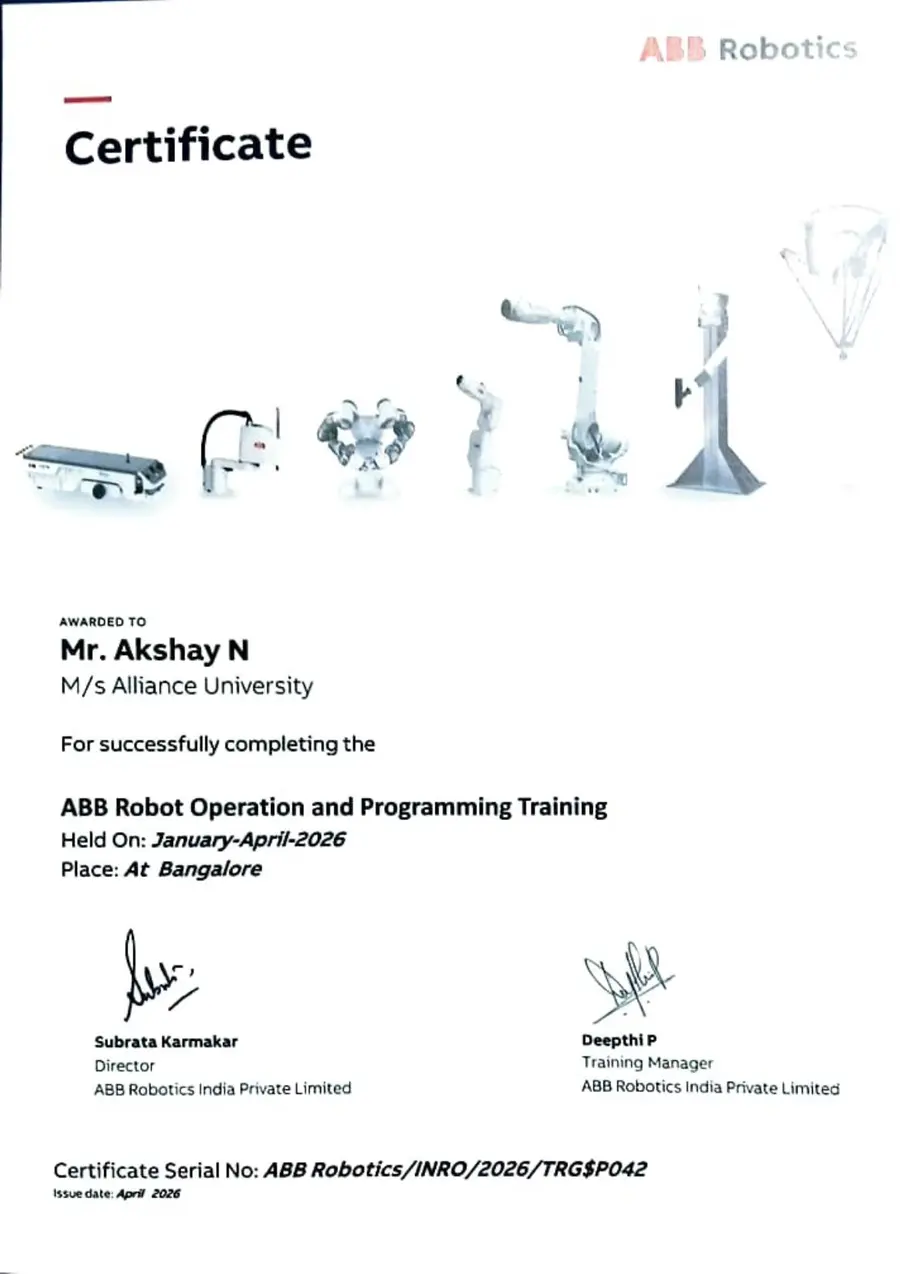 ABB Robotics
Certificate
AWARDED TO
Mr. Akshay N
M/s Alliance University
For successfully completing the
ABB Robot Operation and Programming Training
Held On: January-April-2026
Place: At Bangalore
Subrata Karmakar
Director
ABB Robotics India Private Limited
Deepthi P
Training Manager
ABB Robotics India Private Limited
Certificate Serial No: ABB Robotics/INRO/2026/TRG$P042
Issue date: April 2026